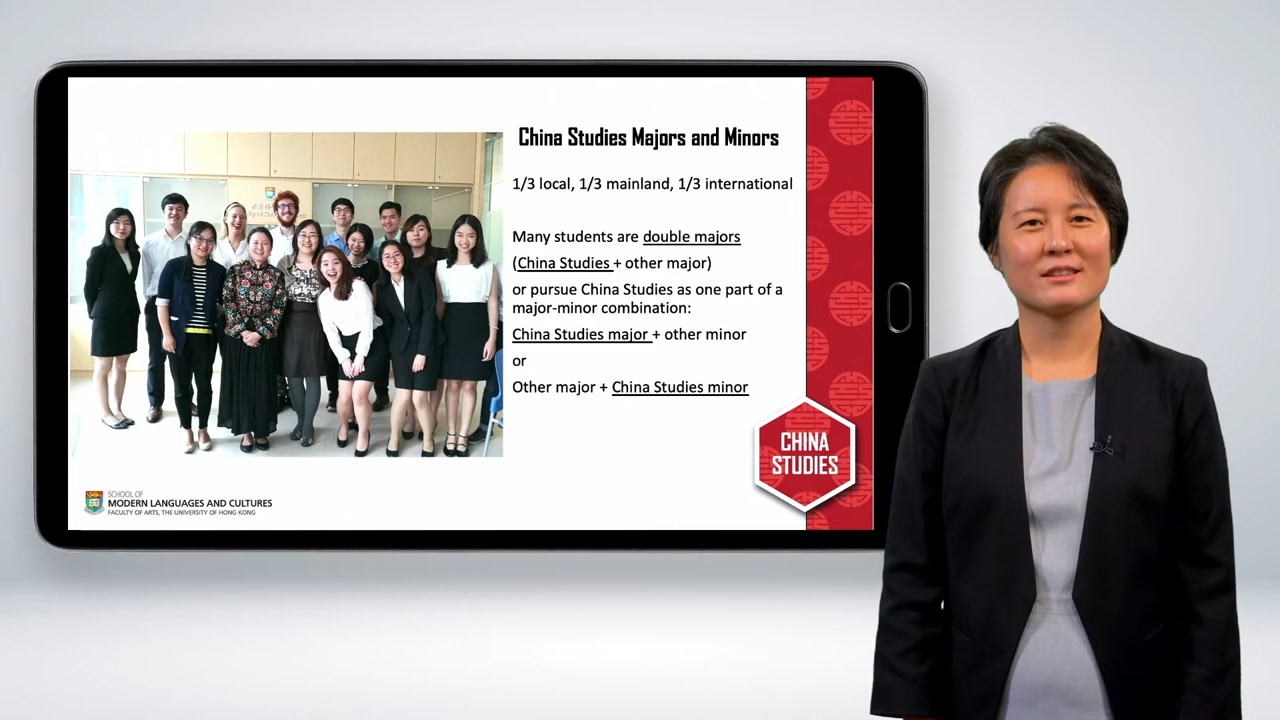 China Studies Majors and Minors
1/3 local, 1/3 mainland, 1/3 international
Many students are double majors
(China Studies + other major)
or pursue China Studies as one part of a
major-minor combination:
China Studies major + other minor
or
Other major + China Studies minor
CHINA
STUDIES
SCHOOL OF
MODERN LANGUAGES AND CULTURES
FACULTY OF ARTS, THE UNIVERSITY OF HONG KONG